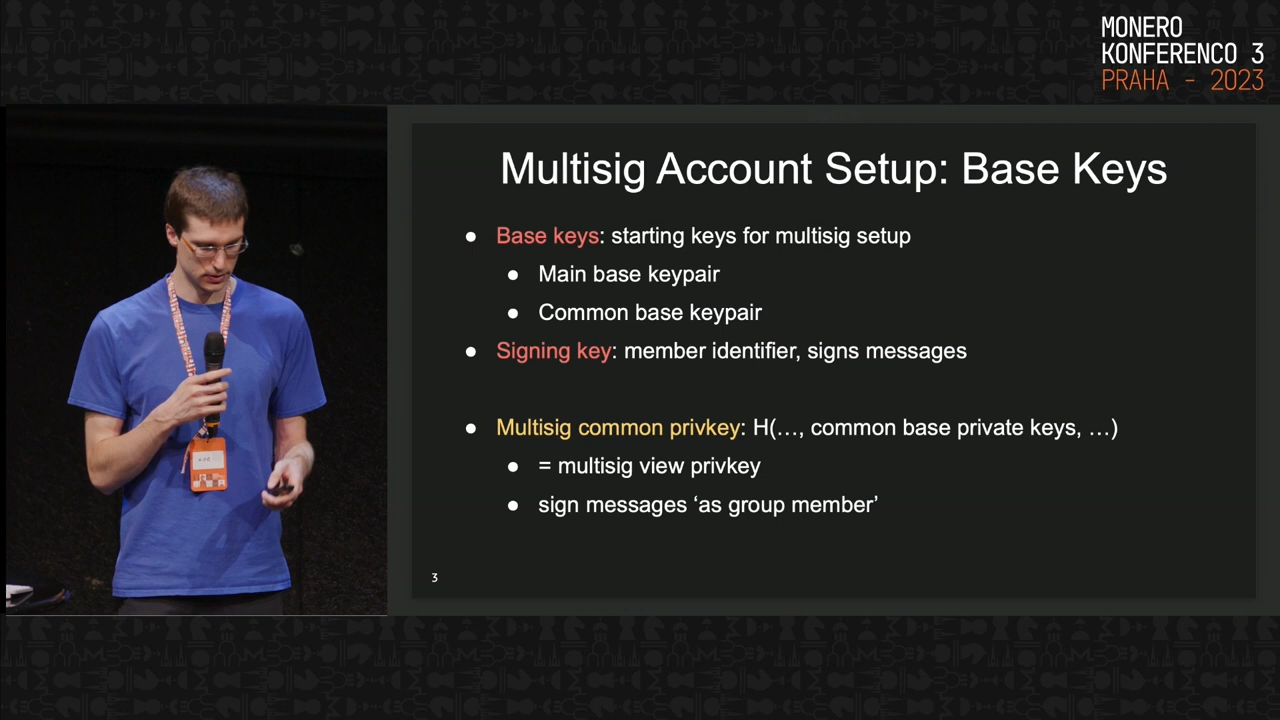 MONERO
KONFERENCO 3
PRAHA - 2023
Multisig Account Setup: Base Keys
● Base keys: starting keys for multisig setup
● Main base keypair
● Common base keypair
● Signing key: member identifier, signs messages
● Multisig common privkey: H(…, common base private keys, …)
● = multisig view privkey
● sign messages ‘as group member’
3